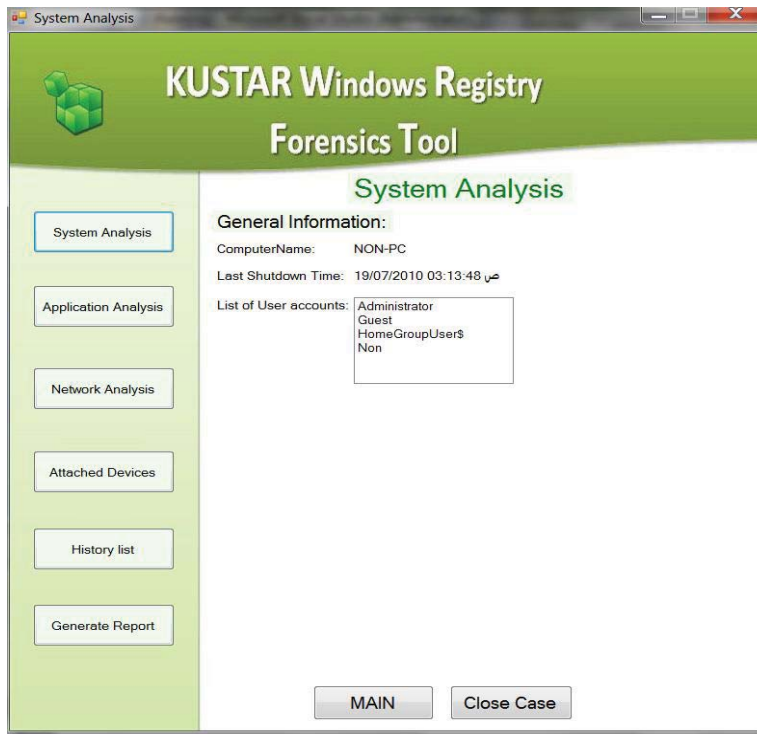 System Analysis
KUSTAR Windows Registry
Forensics Tool
System Analysis
Application Analysis
Network Analysis
Attached Devices
History list
Generate Report
System Analysis
General Information:
ComputerName: NON-PC
Last Shutdown Time: 19/07/2010 03:13:48 ص
List of User accounts: Administrator
Guest
HomeGroupUser$
Non
MAIN Close Case